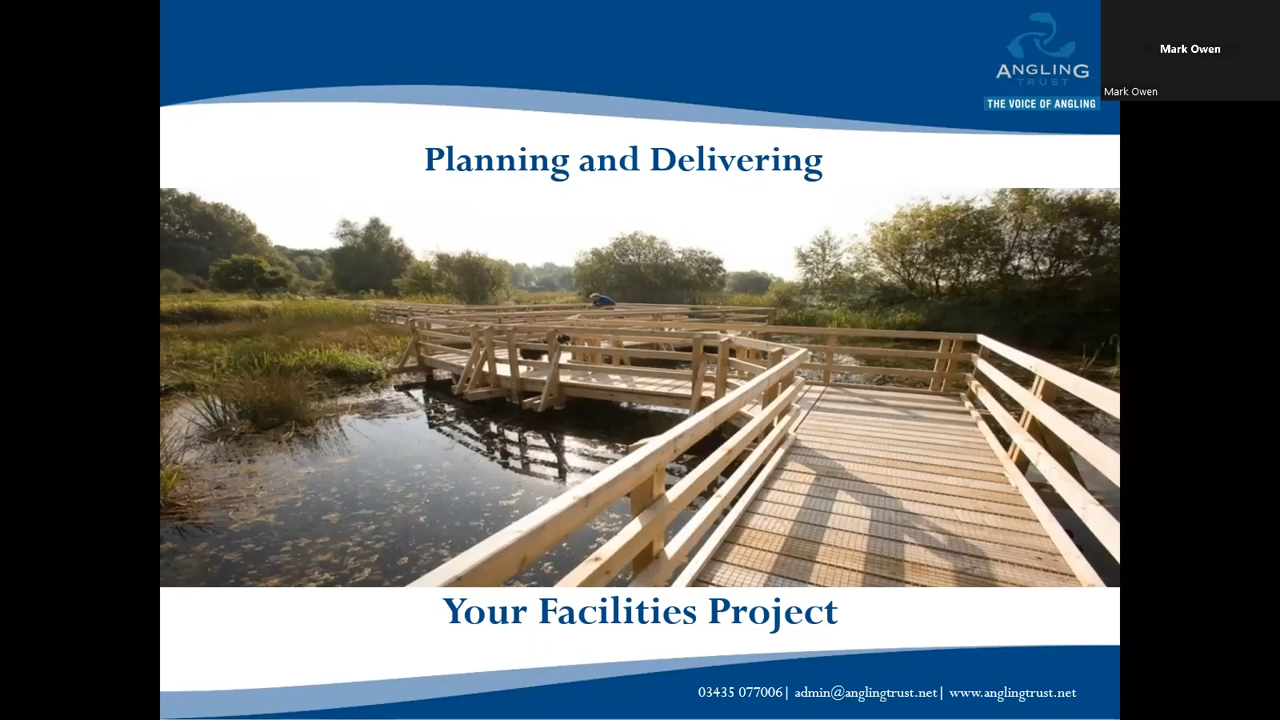 ANGLING
TRUST
THE VOICE OF ANGLING
Mark Owen
Mark Owen
Planning and Delivering
Your Facilities Project
03435 077006| admin@anglingtrust.net| www.anglingtrust.net